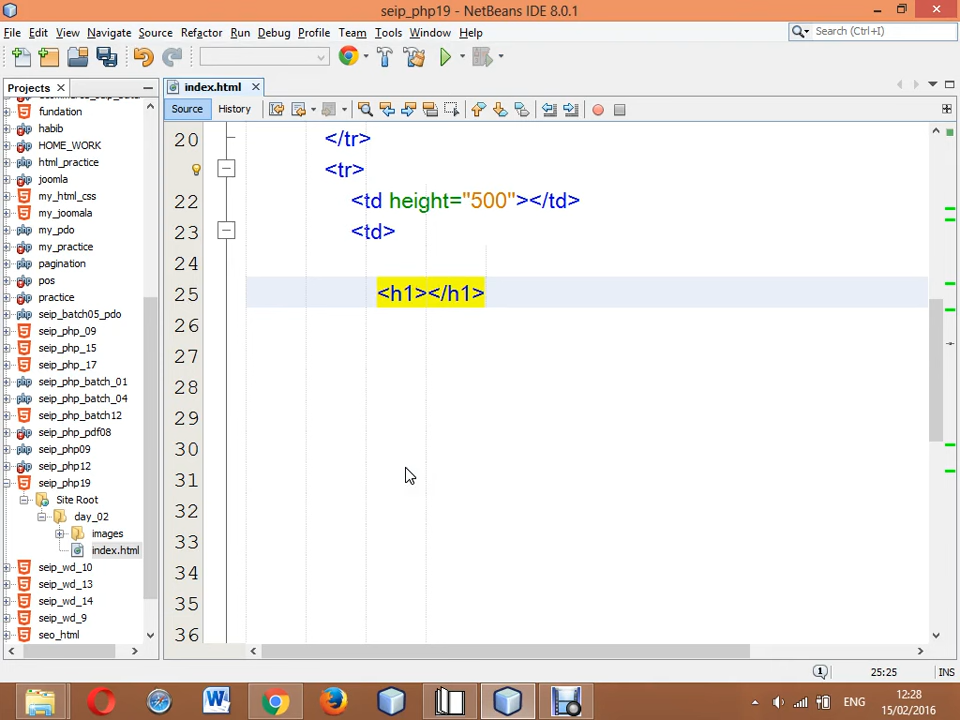 seip_php19 - NetBeans IDE 8.0.1
File Edit View Navigate Source Refactor Run Debug Profile Team Tools Window Help
Search (Ctrl+I)
Projects
index.html
Source History
fundation
habib
HOME_WORK
html_practice
joomla
my_html_css
my_joomala
my_pdo
my_practice
pagination
pos
practice
seip_batch05_pdo
seip_php_09
seip_php_15
seip_php_17
seip_php_batch_01
seip_php_batch_04
seip_php_batch12
seip_php_pdf08
seip_php09
seip_php12
seip_php19
Site Root
day_02
images
index.html
seip_wd_10
seip_wd_13
seip_wd_14
seip_wd_9
seo_html
20 </tr>
<tr>
22 <td height="500"></td>
23 <td>
24
25 <h1></h1>
26
27
28
29
30
31
32
33
34
35
36
25:25 INS
ENG
12:28
15/02/2016